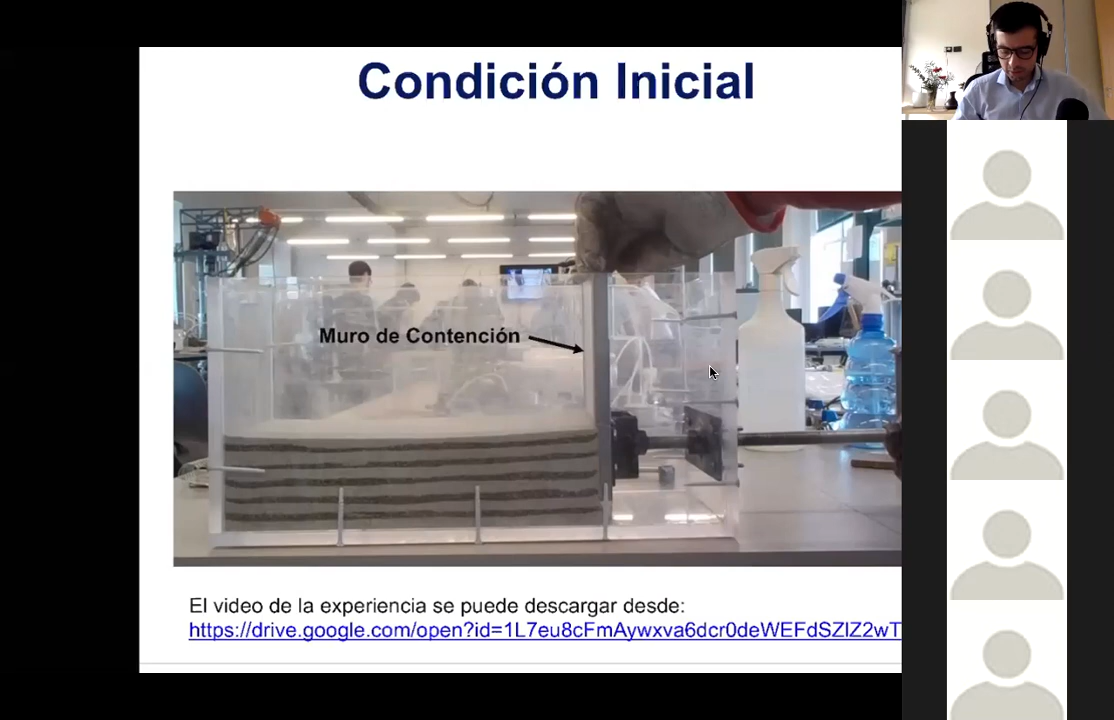 Condición Inicial
Muro de Contención
El video de la experiencia se puede descargar desde:
https://drive.google.com/open?id=1L7eu8cFmAywxva6dcr0deWEFdSZlZ2wT